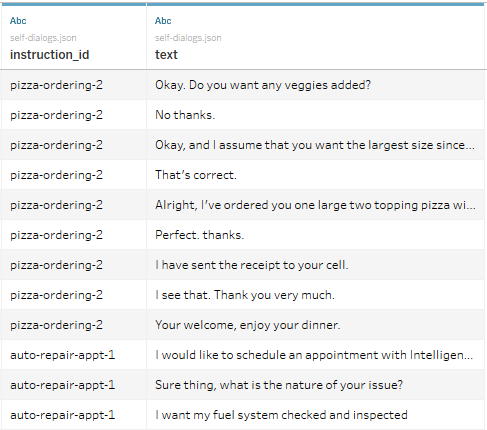 Abc Abc
self-dialogs.json self-dialogs.json
instruction_id text
pizza-ordering-2 Okay. Do you want any veggies added?
pizza-ordering-2 No thanks.
pizza-ordering-2 Okay, and I assume that you want the largest size since...
pizza-ordering-2 That's correct.
pizza-ordering-2 Alright, I've ordered you one large two topping pizza wi...
pizza-ordering-2 Perfect. thanks.
pizza-ordering-2 I have sent the receipt to your cell.
pizza-ordering-2 I see that. Thank you very much.
pizza-ordering-2 Your welcome, enjoy your dinner.
auto-repair-appt-1 I would like to schedule an appointment with Intelligen...
auto-repair-appt-1 Sure thing, what is the nature of your issue?
auto-repair-appt-1 I want my fuel system checked and inspected